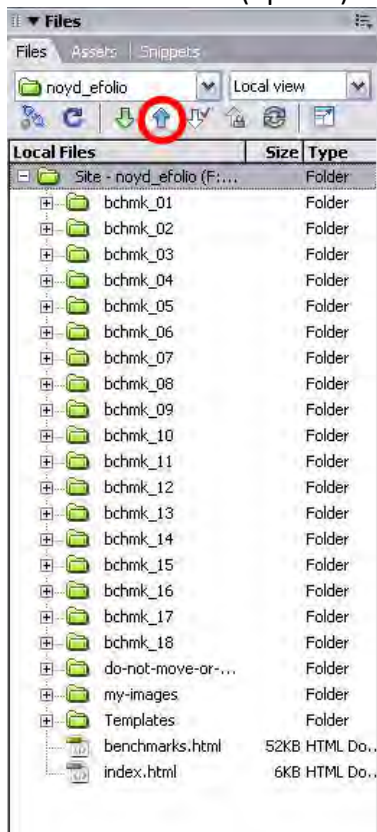 Files
Files Assets Snippets
noyd_efolio Local view
Local Files Size Type
Site - noyd_efolio (F:... Folder
bchmk_01 Folder
bchmk_02 Folder
bchmk_03 Folder
bchmk_04 Folder
bchmk_05 Folder
bchmk_06 Folder
bchmk_07 Folder
bchmk_08 Folder
bchmk_09 Folder
bchmk_10 Folder
bchmk_11 Folder
bchmk_12 Folder
bchmk_13 Folder
bchmk_14 Folder
bchmk_15 Folder
bchmk_16 Folder
bchmk_17 Folder
bchmk_18 Folder
do-not-move-or-... Folder
my-images Folder
Templates Folder
benchmarks.html 52KB HTML Do...
index.html 6KB HTML Do...